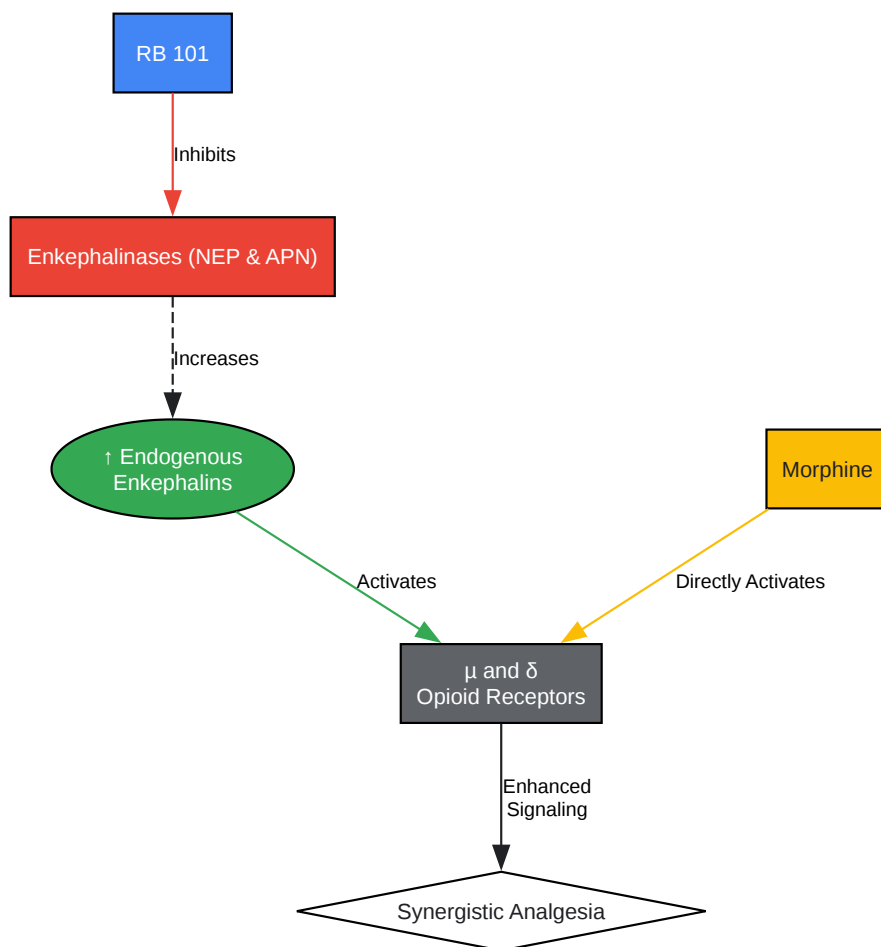 RB 101
Inhibits
Enkephalinases (NEP & APN)
Increases
↑ Endogenous
Enkephalins
Morphine
Activates
Directly Activates
µ and δ
Opioid Receptors
Enhanced
Signaling
Synergistic Analgesia